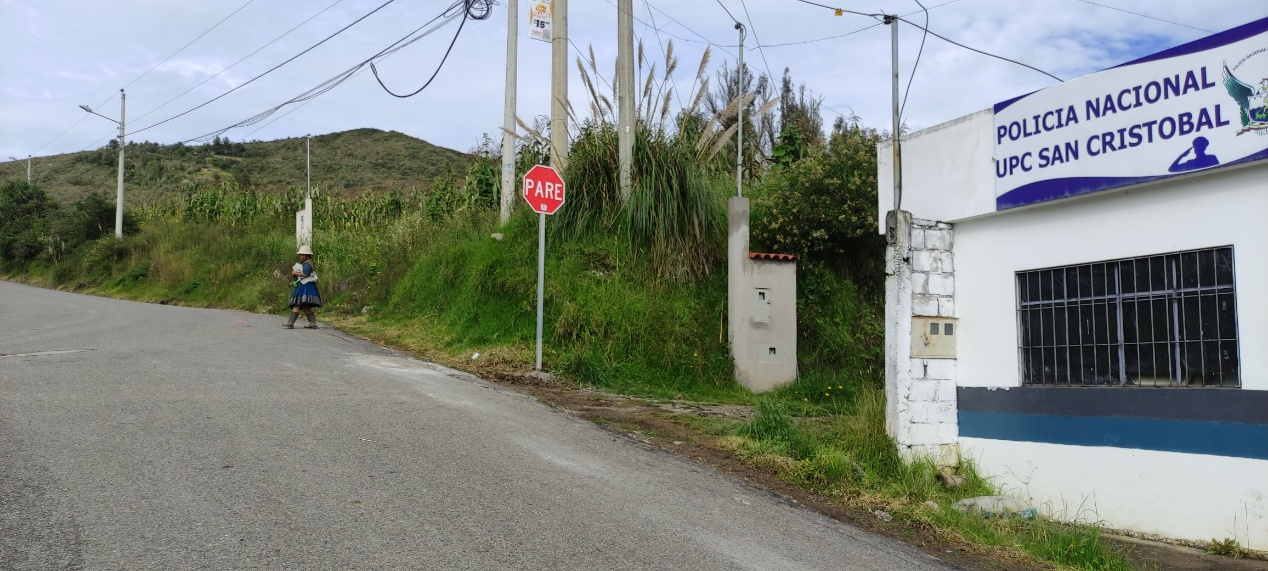 $15
PARE
POLICIA NACIONAL
UPC SAN CRISTOBAL